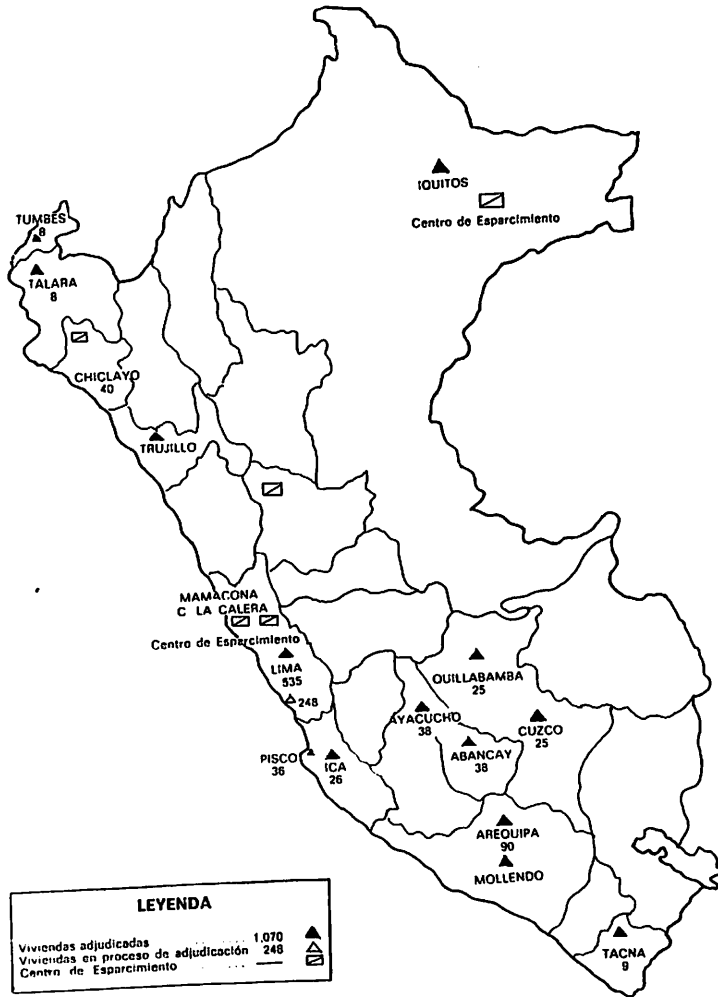 IQUITOS
Centro de Esparcimiento
TUMBES
8
TALARA
8
CHICLAYO
40
TRUJILLO
MAMACONA
C LA CALERA
Centro de Esparcimiento
LIMA
535
248
QUILLABAMBA
25
AYACUCHO
38
CUZCO
25
ABANCAY
38
PISCO
36
ICA
26
AREQUIPA
90
MOLLENDO
TACNA
9
LEYENDA
Viviendas adjudicadas ........ 1,070
Viviendas en proceso de adjudicación 248
Centro de Esparcimiento ....